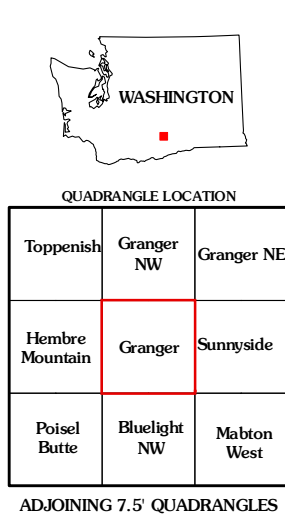 WASHINGTON
QUADRANGLE LOCATION
Toppenish
Granger
NW
Granger NE
Hembre
Mountain
Granger
Sunnyside
Poisel
Butte
Bluelight
NW
Mabton
West
ADJOINING 7.5' QUADRANGLES